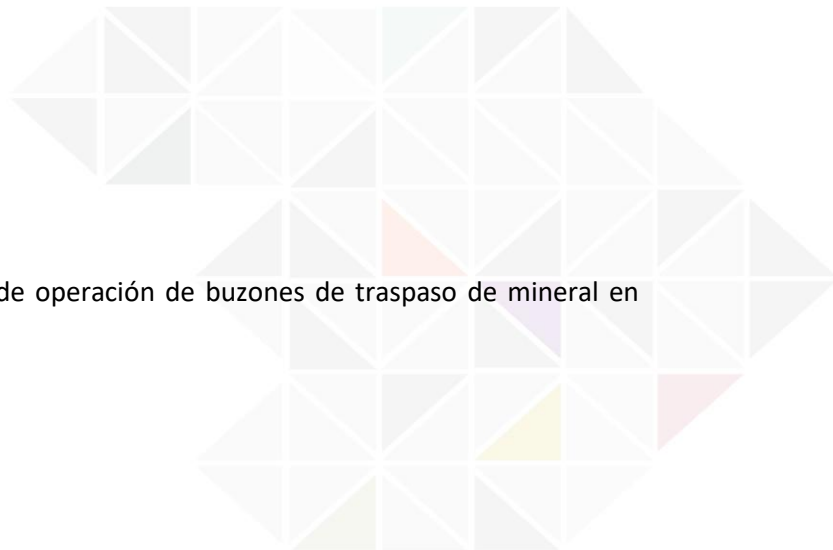 de operación de buzones de traspaso de mineral en